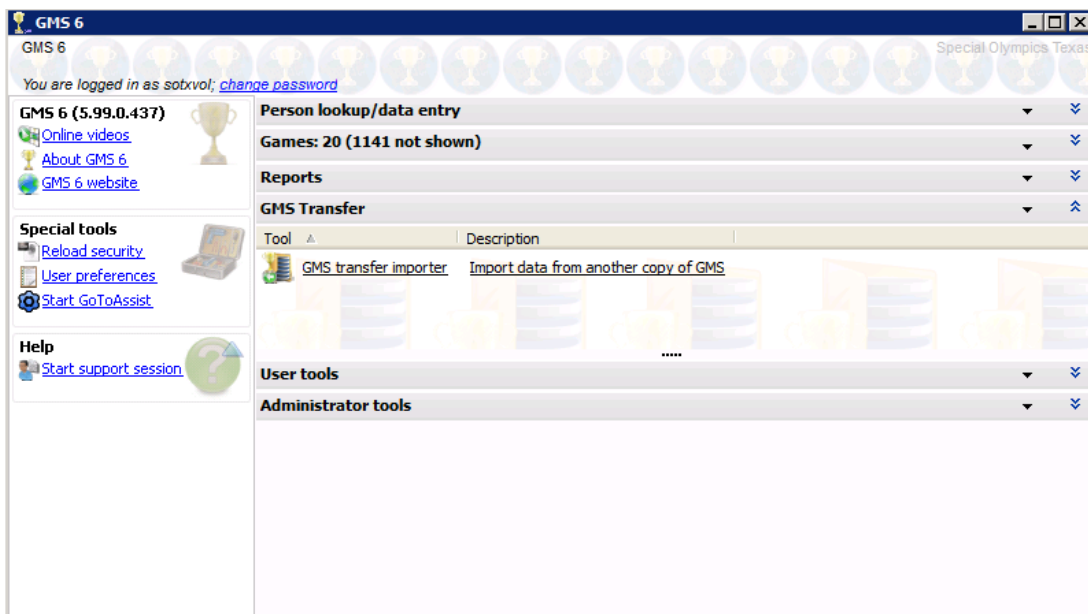 GMS 6
GMS 6
Special Olympics Texas
You are logged in as sotxvol; change password
GMS 6 (5.99.0.437)
Online videos
About GMS 6
GMS 6 website
Special tools
Reload security
User preferences
Start GoToAssist
Help
Start support session
Person lookup/data entry
Games: 20 (1141 not shown)
Reports
GMS Transfer
Tool Description
GMS transfer importer Import data from another copy of GMS
User tools
Administrator tools